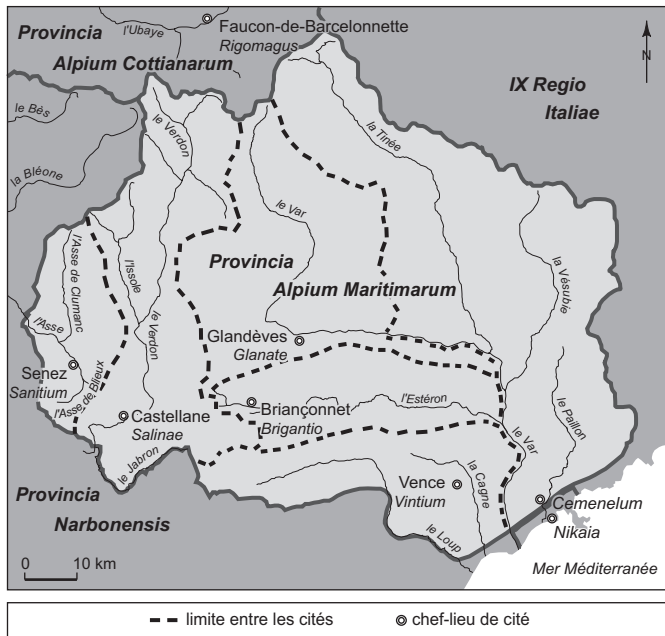 Provincia
l'Ubaye
Faucon-de-Barcelonnette
Rigomagus
Alpium Cottianarum
N
IX Regio
Italiae
le Bès
la Bléone
le Verdon
la Tinée
l'Asse de Clumanc
l'Issole
le Verdon
le Var
Provincia
Alpium Maritimarum
la Vésubie
l'Asse
Glandèves
Glanate
Senez
Sanitium
l'Asse de Blieux
Castellane
Salinae
Briançonnet
Brigantio
l'Estéron
le Var
le Paillon
le Jabron
Vence
Vintium
la Cagne
le Loup
Cemenelum
Nikaia
Provincia
Narbonensis
0 10 km
Mer Méditerranée
limite entre les cités
chef-lieu de cité